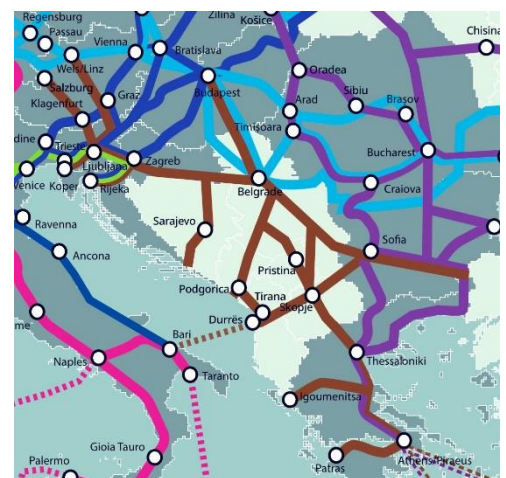 Regensburg
Zilina
Košice
Chisina
Passau
Vienna
Bratislava
Wels/Linz
Oradea
Salzburg
Budapest
Sibiu
Klagenfort
Graz
Arad
Brasov
Timișoara
dine
Trieste
Ljubljana
Zagreb
Bucharest
Venice
Koper
Rijeka
Belgrade
Craiova
Ravenna
Sarajevo
Sofia
Ancona
Pristina
Podgorica
Tirana
Skopje
me
Durrës
Bari
Naples
Thessaloniki
Taranto
Igoumenitsa
Gioia Tauro
Palermo
Patras
Athens/Piraeus